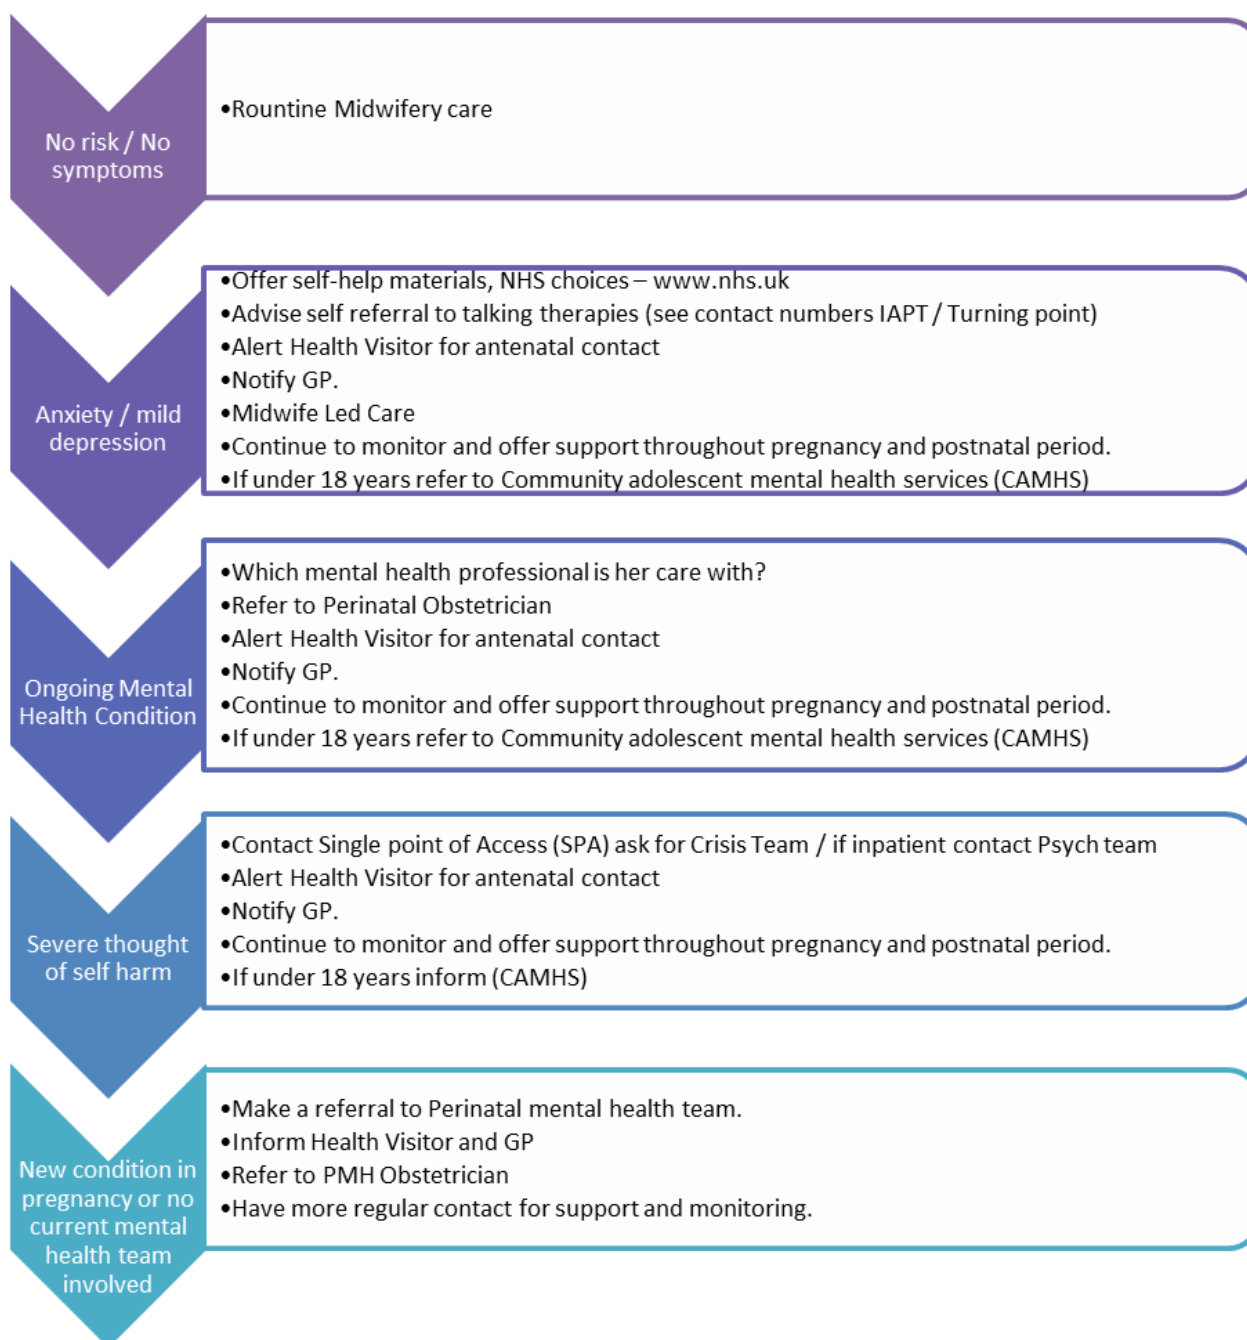 No risk / No
symptoms
•Rountine Midwifery care
Anxiety / mild
depression
•Offer self-help materials, NHS choices – www.nhs.uk
•Advise self referral to talking therapies (see contact numbers IAPT / Turning point)
•Alert Health Visitor for antenatal contact
•Notify GP.
•Midwife Led Care
•Continue to monitor and offer support throughout pregnancy and postnatal period.
•If under 18 years refer to Community adolescent mental health services (CAMHS)
Ongoing Mental
Health Condition
•Which mental health professional is her care with?
•Refer to Perinatal Obstetrician
•Alert Health Visitor for antenatal contact
•Notify GP.
•Continue to monitor and offer support throughout pregnancy and postnatal period.
•If under 18 years refer to Community adolescent mental health services (CAMHS)
Severe thought
of self harm
•Contact Single point of Access (SPA) ask for Crisis Team / if inpatient contact Psych team
•Alert Health Visitor for antenatal contact
•Notify GP.
•Continue to monitor and offer support throughout pregnancy and postnatal period.
•If under 18 years inform (CAMHS)
New condition in
pregnancy or no
current mental
health team
involved
•Make a referral to Perinatal mental health team.
•Inform Health Visitor and GP
•Refer to PMH Obstetrician
•Have more regular contact for support and monitoring.